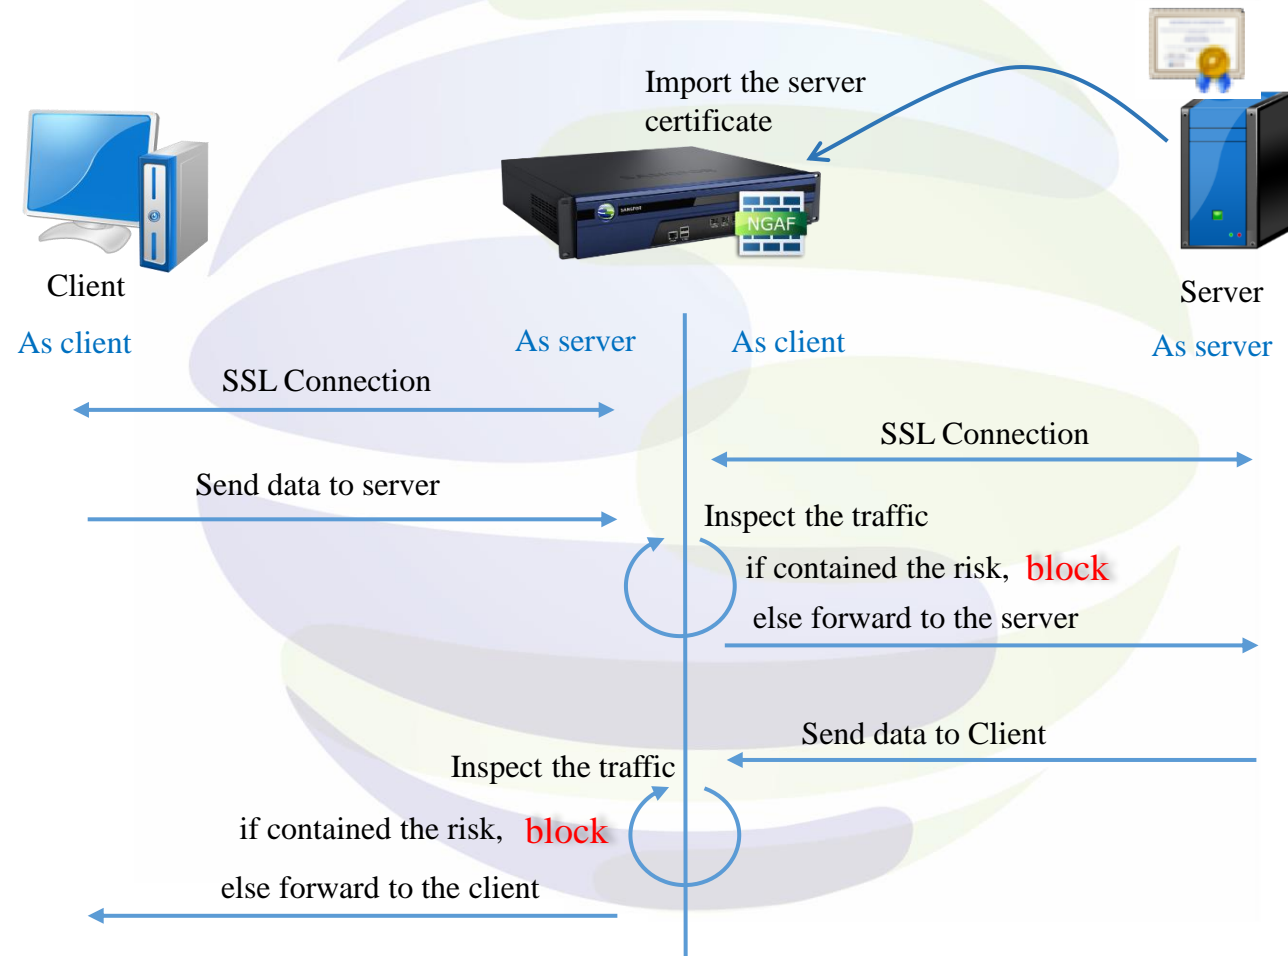 Import the server
certificate
SANGFOR
SANGFOR
NGAF
Client
Server
As client
As server
As client
As server
SSL Connection
SSL Connection
Send data to server
Inspect the traffic
if contained the risk, block
else forward to the server
Send data to Client
Inspect the traffic
if contained the risk, block
else forward to the client